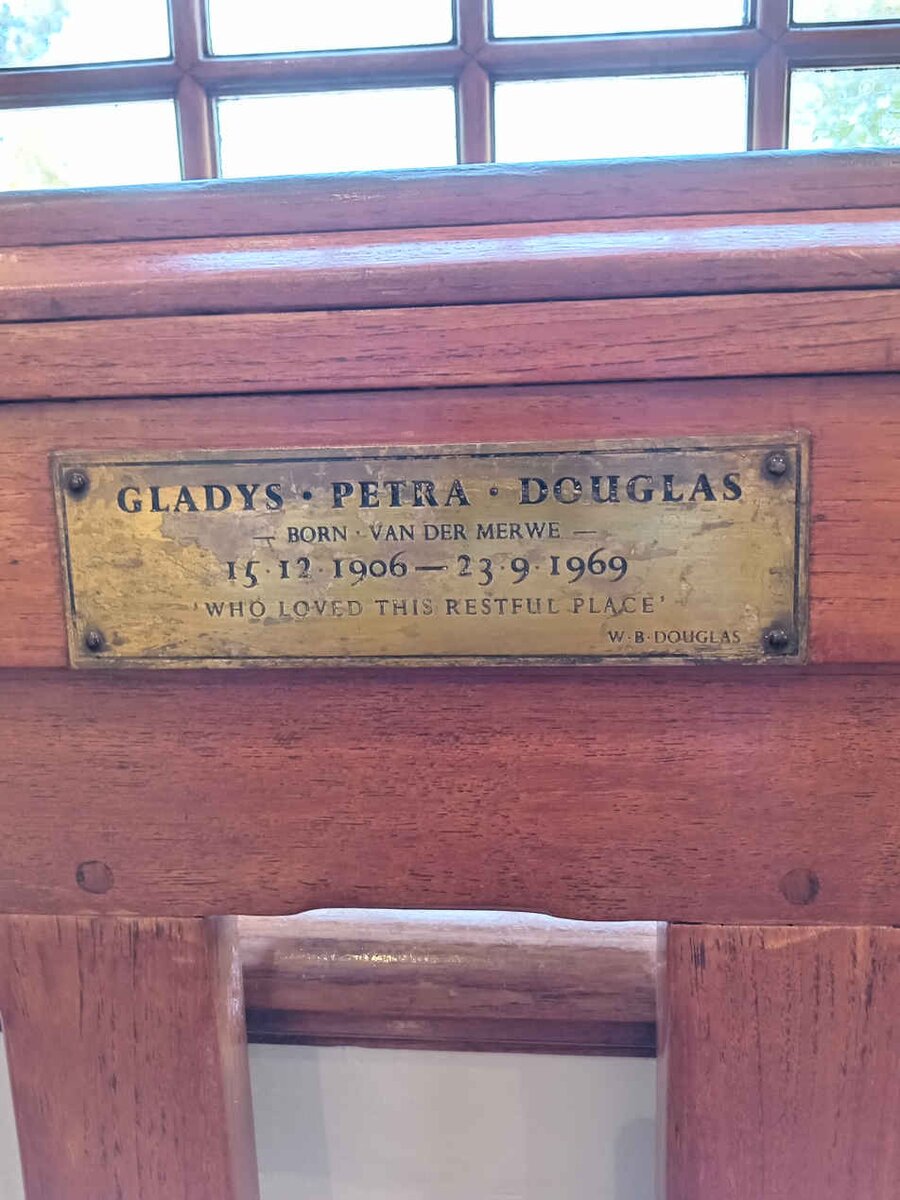 GLADYS · PETRA · DOUGLAS
— BORN · VAN DER MERWE —
15·12·1906 — 23·9·1969
'WHO LOVED THIS RESTFUL PLACE'
W·B·DOUGLAS